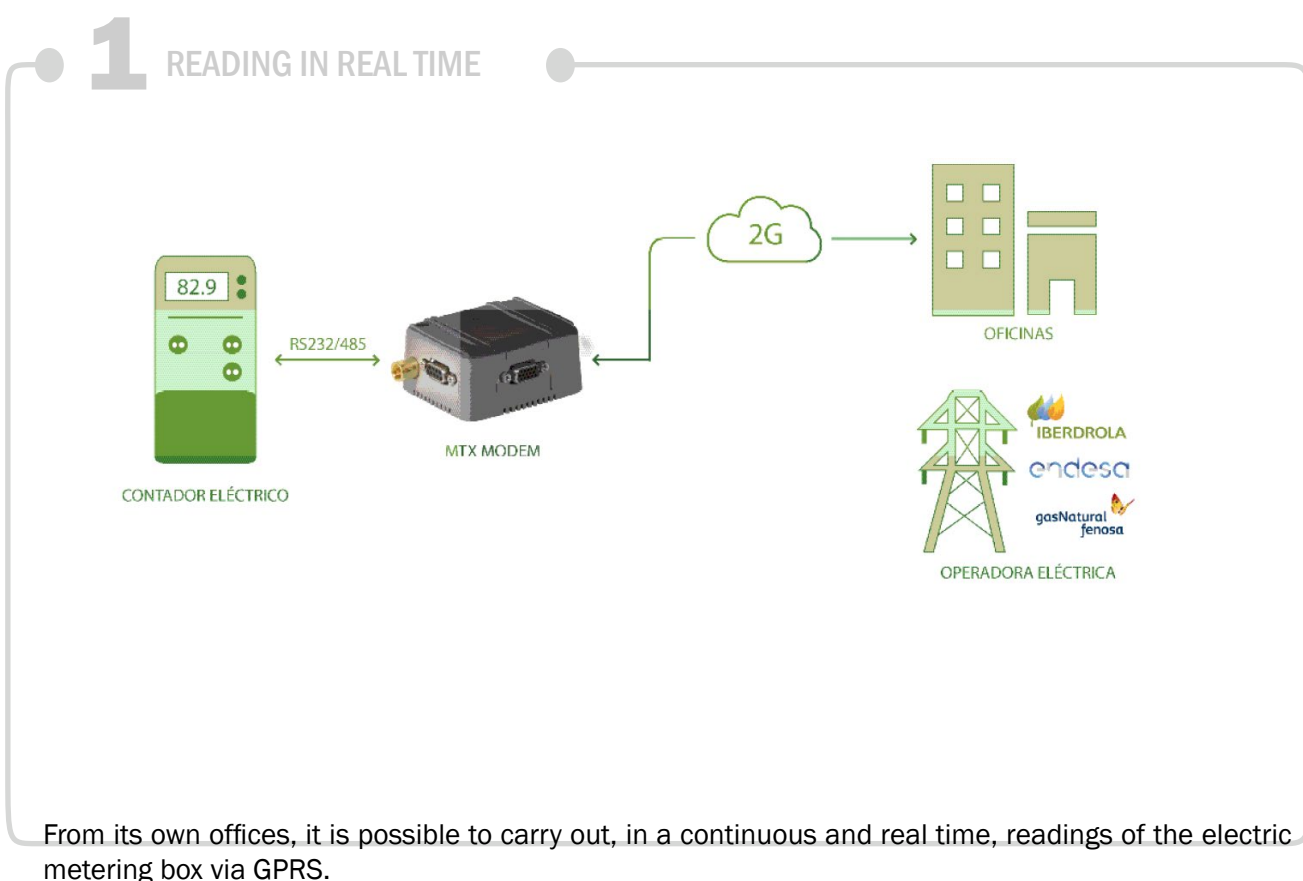 1 READING IN REAL TIME
2G
82.9
RS232/485
OFICINAS
MTX MODEM
CONTADOR ELÉCTRICO
IBERDROLA
endesa
gasNatural
fenosa
OPERADORA ELÉCTRICA
From its own offices, it is possible to carry out, in a continuous and real time, readings of the electric
metering box via GPRS.